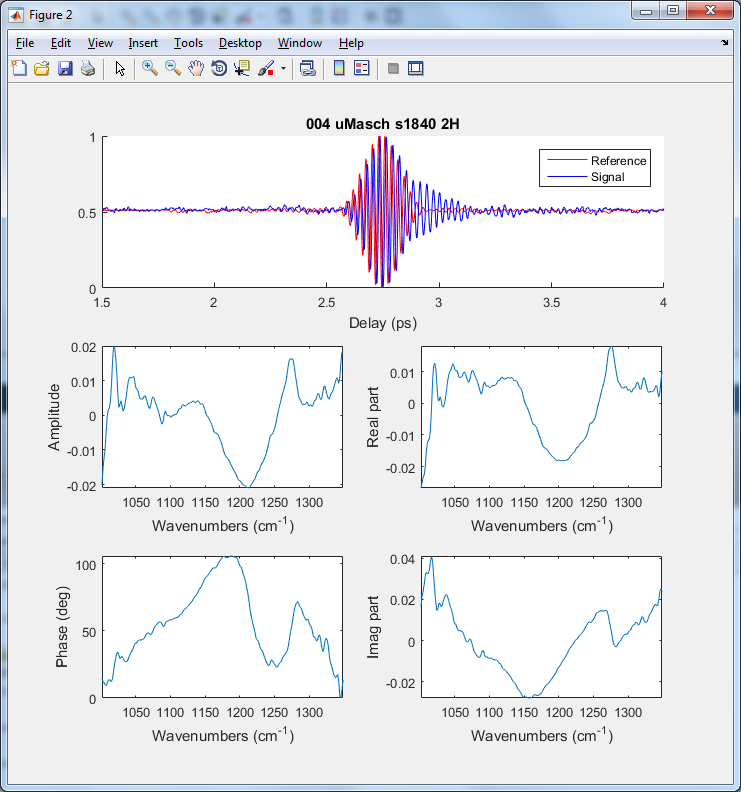 Figure 2
File Edit View Insert Tools Desktop Window Help
004 uMasch s1840 2H
1
0.5
0
Reference
Signal
1.5 2 2.5 3 3.5 4
Delay (ps)
0.02
0.01
0
-0.01
-0.02
Amplitude
1050 1100 1150 1200 1250 1300
Wavenumbers (cm-1)
0.01
0
-0.01
-0.02
Real part
1050 1100 1150 1200 1250 1300
Wavenumbers (cm-1)
100
50
0
Phase (deg)
1050 1100 1150 1200 1250 1300
Wavenumbers (cm-1)
0.04
0.02
0
-0.02
Imag part
1050 1100 1150 1200 1250 1300
Wavenumbers (cm-1)